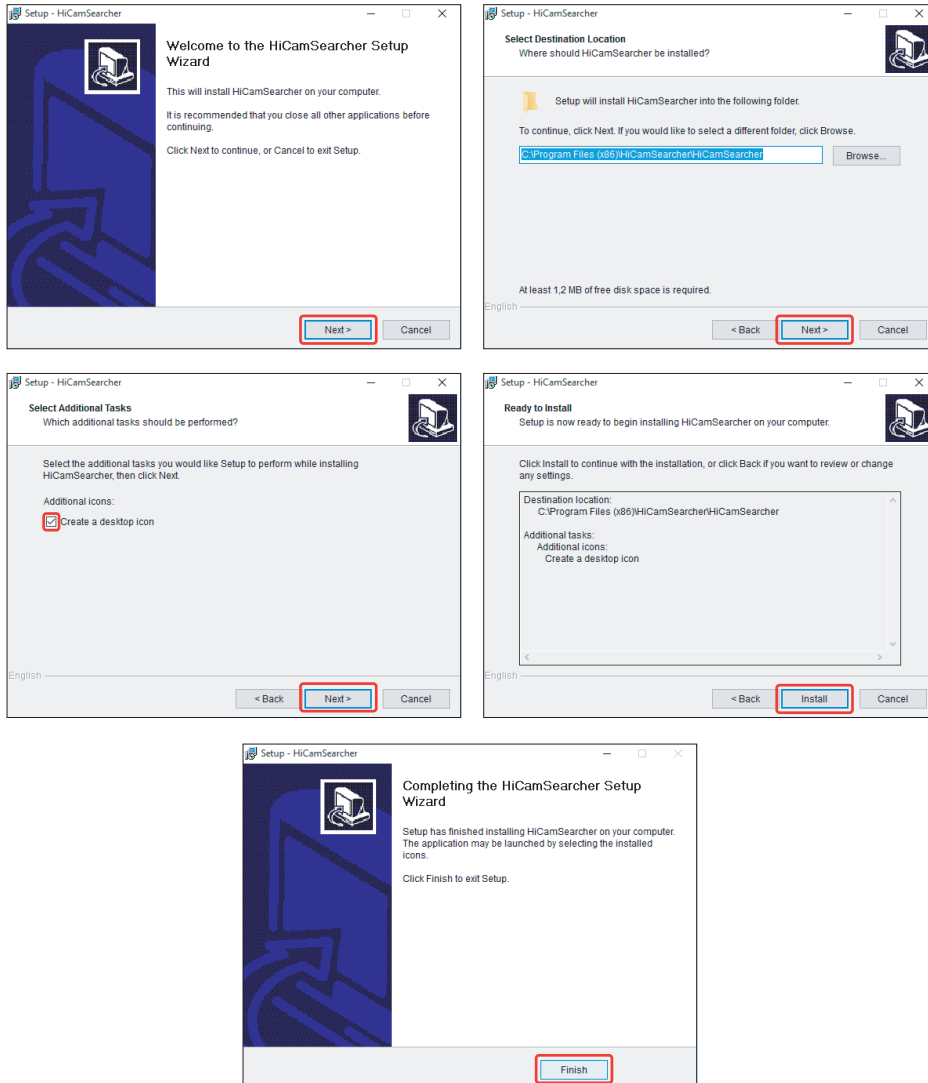 Setup - HiCamSearcher
Welcome to the HiCamSearcher Setup
Wizard
This will install HiCamSearcher on your computer.
It is recommended that you close all other applications before
continuing.
Click Next to continue, or Cancel to exit Setup.
Next >
Cancel
Setup - HiCamSearcher
Select Destination Location
Where should HiCamSearcher be installed?
Setup will install HiCamSearcher into the following folder.
To continue, click Next. If you would like to select a different folder, click Browse.
C:\Program Files (x86)\HiCamSearcher\HiCamSearcher
Browse...
At least 1,2 MB of free disk space is required.
English
< Back
Next >
Cancel
Setup - HiCamSearcher
Select Additional Tasks
Which additional tasks should be performed?
Select the additional tasks you would like Setup to perform while installing
HiCamSearcher, then click Next.
Additional icons:
Create a desktop icon
English
< Back
Next >
Cancel
Setup - HiCamSearcher
Ready to Install
Setup is now ready to begin installing HiCamSearcher on your computer.
Click Install to continue with the installation, or click Back if you want to review or change
any settings.
Destination location:
C:\Program Files (x86)\HiCamSearcher\HiCamSearcher
Additional tasks:
Additional icons:
Create a desktop icon
English
< Back
Install
Cancel
Setup - HiCamSearcher
Completing the HiCamSearcher Setup
Wizard
Setup has finished installing HiCamSearcher on your computer.
The application may be launched by selecting the installed
icons.
Click Finish to exit Setup.
Finish